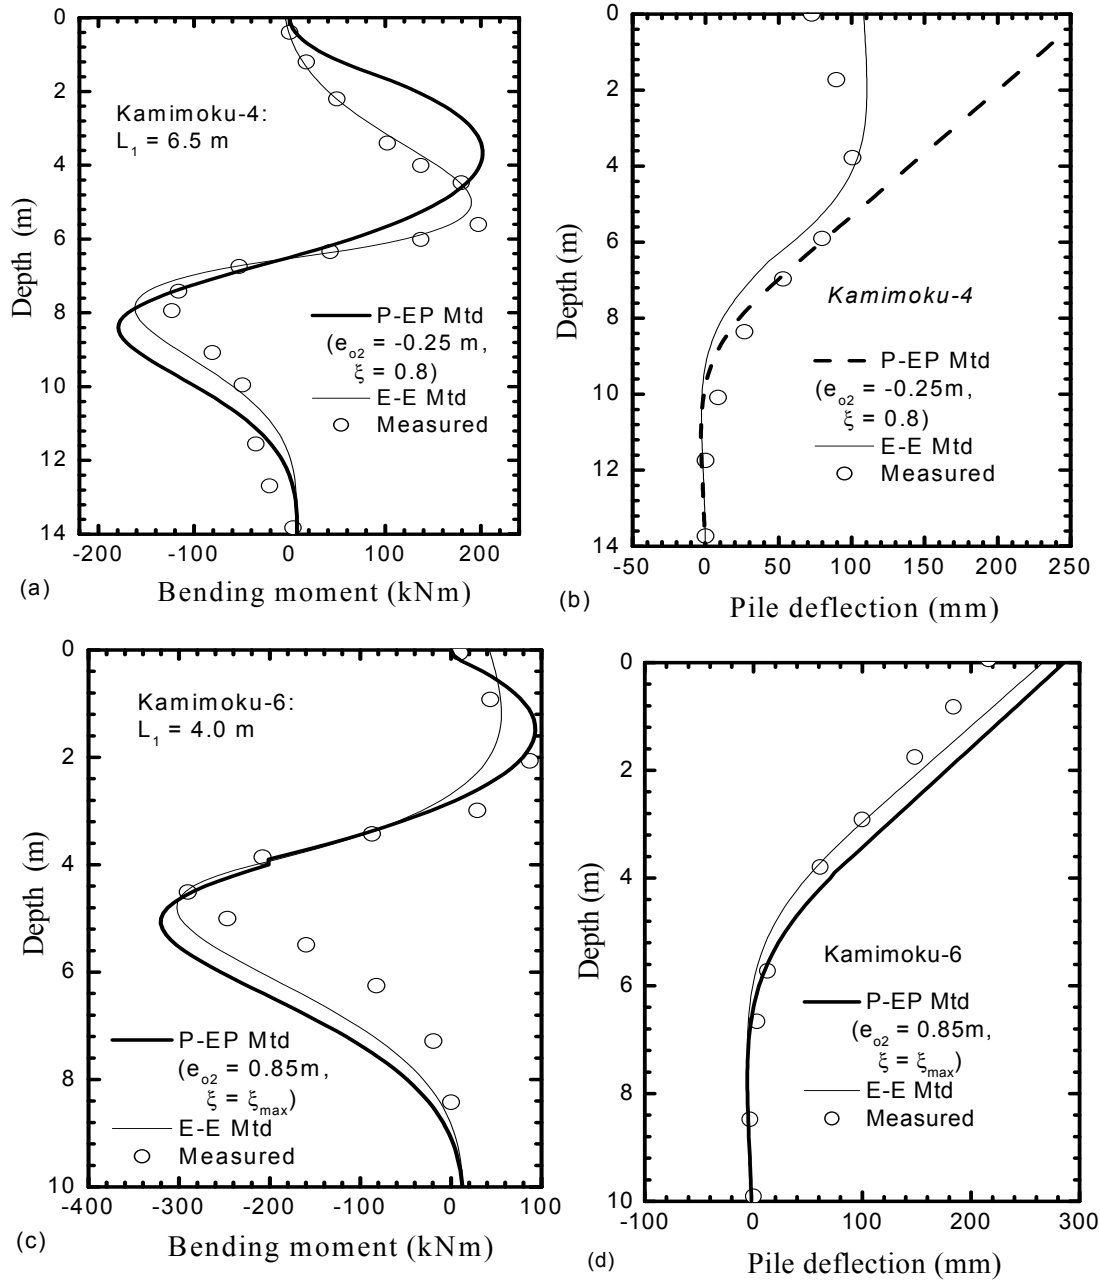 0
2
4
6
8
10
12
14
Depth (m)
Kamimoku-4:
L1 = 6.5 m
P-EP Mtd
(eo2 = -0.25 m,
ξ = 0.8)
E-E Mtd
Measured
-200 -100 0 100 200
(a)
Bending moment (kNm)
0
2
4
6
8
10
12
14
Depth (m)
Kamimoku-4
P-EP Mtd
(eo2 = -0.25m,
ξ = 0.8)
E-E Mtd
Measured
-50 0 50 100 150 200 250
(b)
Pile deflection (mm)
0
2
4
6
8
10
Depth (m)
Kamimoku-6:
L1 = 4.0 m
P-EP Mtd
(eo2 = 0.85m,
ξ = ξmax)
E-E Mtd
Measured
-400 -300 -200 -100 0 100
(c)
Bending moment (kNm)
0
2
4
6
8
10
Depth (m)
Kamimoku-6
P-EP Mtd
(eo2 = 0.85m,
ξ = ξmax)
E-E Mtd
Measured
-100 0 100 200 300
(d)
Pile deflection (mm)